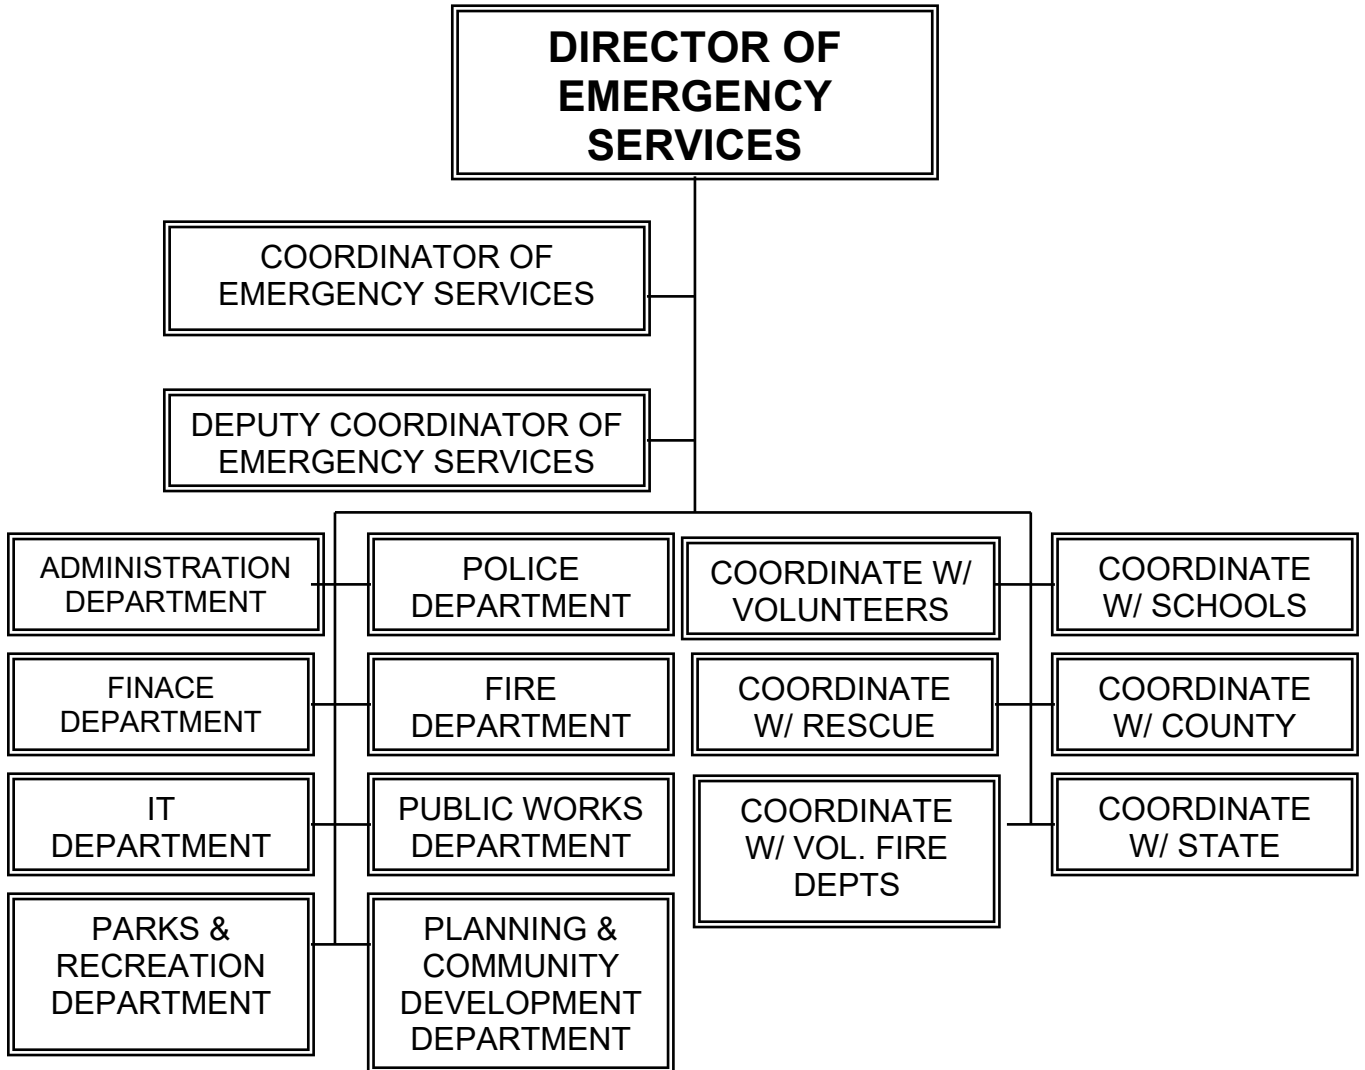 DIRECTOR OF
EMERGENCY
SERVICES
COORDINATOR OF
EMERGENCY SERVICES
DEPUTY COORDINATOR OF
EMERGENCY SERVICES
ADMINISTRATION
DEPARTMENT
POLICE
DEPARTMENT
COORDINATE W/
VOLUNTEERS
COORDINATE
W/ SCHOOLS
FINACE
DEPARTMENT
FIRE
DEPARTMENT
COORDINATE
W/ RESCUE
COORDINATE
W/ COUNTY
IT
DEPARTMENT
PUBLIC WORKS
DEPARTMENT
COORDINATE
W/ VOL. FIRE
DEPTS
COORDINATE
W/ STATE
PARKS &
RECREATION
DEPARTMENT
PLANNING &
COMMUNITY
DEVELOPMENT
DEPARTMENT